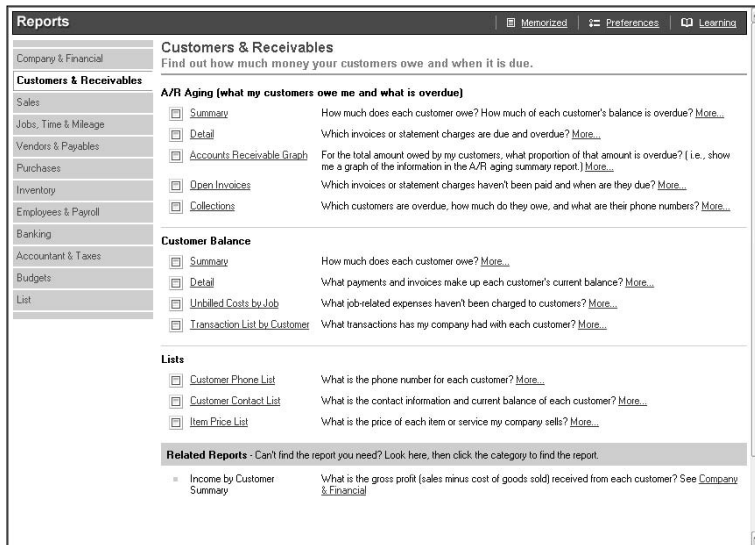 Reports
Memorized
Preferences
Learning
Company & Financial
Customers & Receivables
Sales
Jobs, Time & Mileage
Vendors & Payables
Purchases
Inventory
Employees & Payroll
Banking
Accountant & Taxes
Budgets
List
Customers & Receivables
Find out how much money your customers owe and when it is due.
A/R Aging (what my customers owe me and what is overdue)
Summary How much does each customer owe? How much of each customer's balance is overdue? More...
Detail Which invoices or statement charges are due and overdue? More...
Accounts Receivable Graph For the total amount owed by my customers, what proportion of that amount is overdue? ( i.e., show
me a graph of the information in the A/R aging summary report.) More...
Open Invoices Which invoices or statement charges haven't been paid and when are they due? More...
Collections Which customers are overdue, how much do they owe, and what are their phone numbers? More...
Customer Balance
Summary How much does each customer owe? More...
Detail What payments and invoices make up each customer's current balance? More...
Unbilled Costs by Job What job-related expenses haven't been charged to customers? More...
Transaction List by Customer What transactions has my company had with each customer? More...
Lists
Customer Phone List What is the phone number for each customer? More...
Customer Contact List What is the contact information and current balance of each customer? More...
Item Price List What is the price of each item or service my company sells? More...
Related Reports - Can't find the report you need? Look here, then click the category to find the report.
Income by Customer What is the gross profit (sales minus cost of goods sold) received from each customer? See Company
Summary & Financial